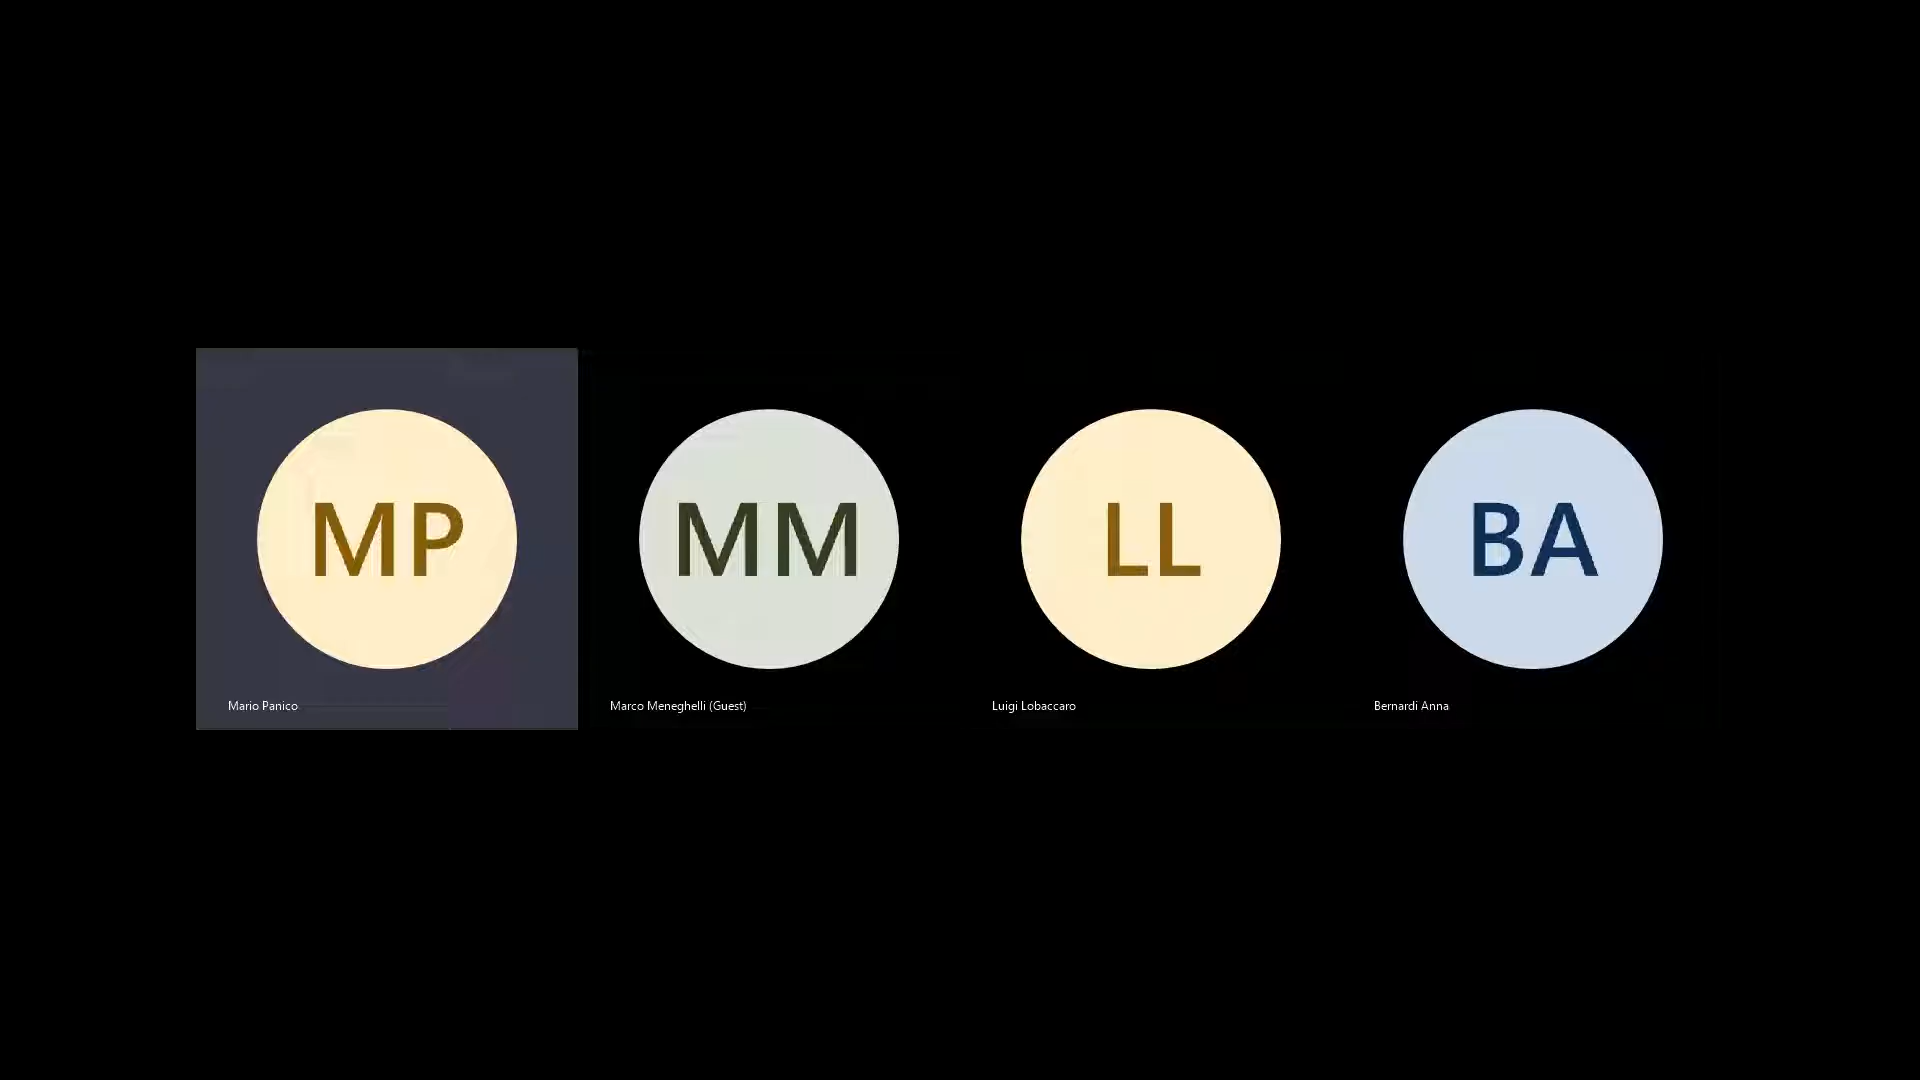 MP
MM
LL
BA
Mario Panico
Marco Meneghelli (Guest)
Luigi Lobaccaro
Bernardi Anna